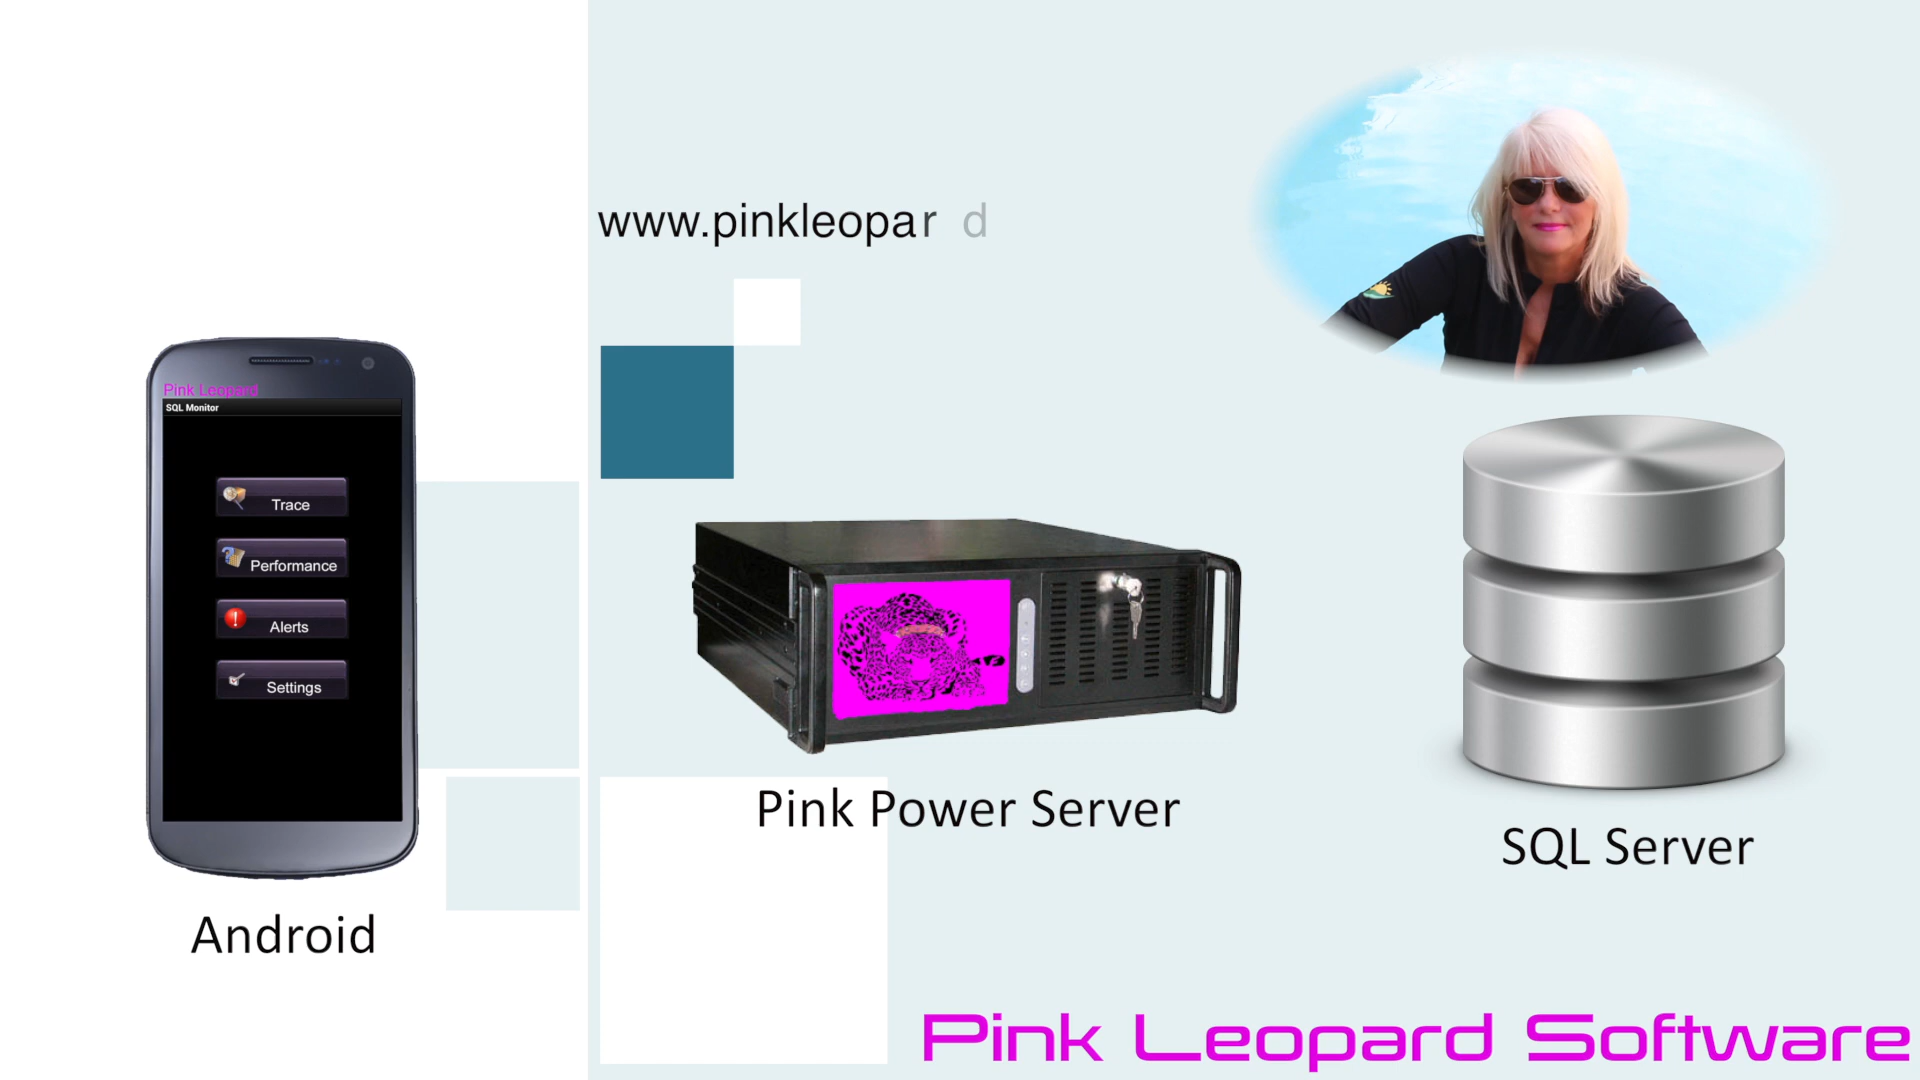 www.pinkleopar d
Pink Leopard
SQL Monitor
Trace
Performance
Alerts
Settings
Pink Power Server
SQL Server
Android
Pink Leopard Software